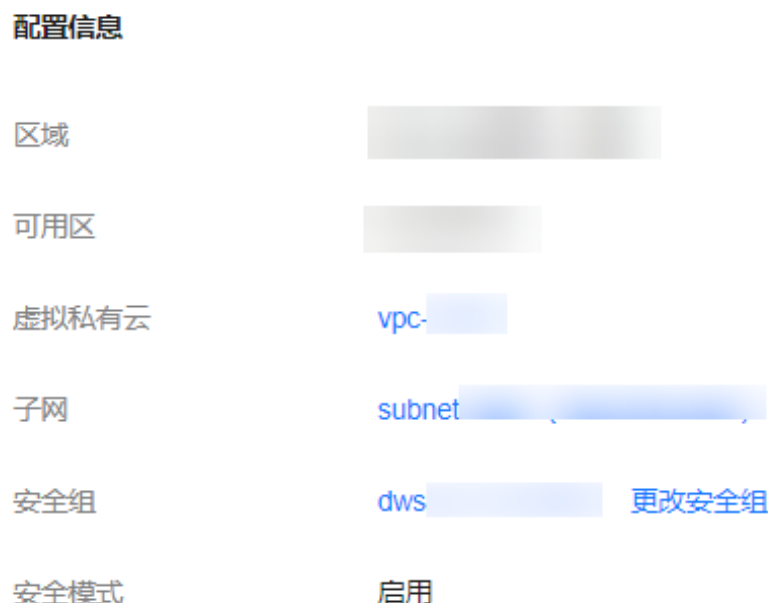 配置信息
区域
可用区
虚拟私有云 vpc-
子网 subnet
安全组 dws 更改安全组
安全模式 启用